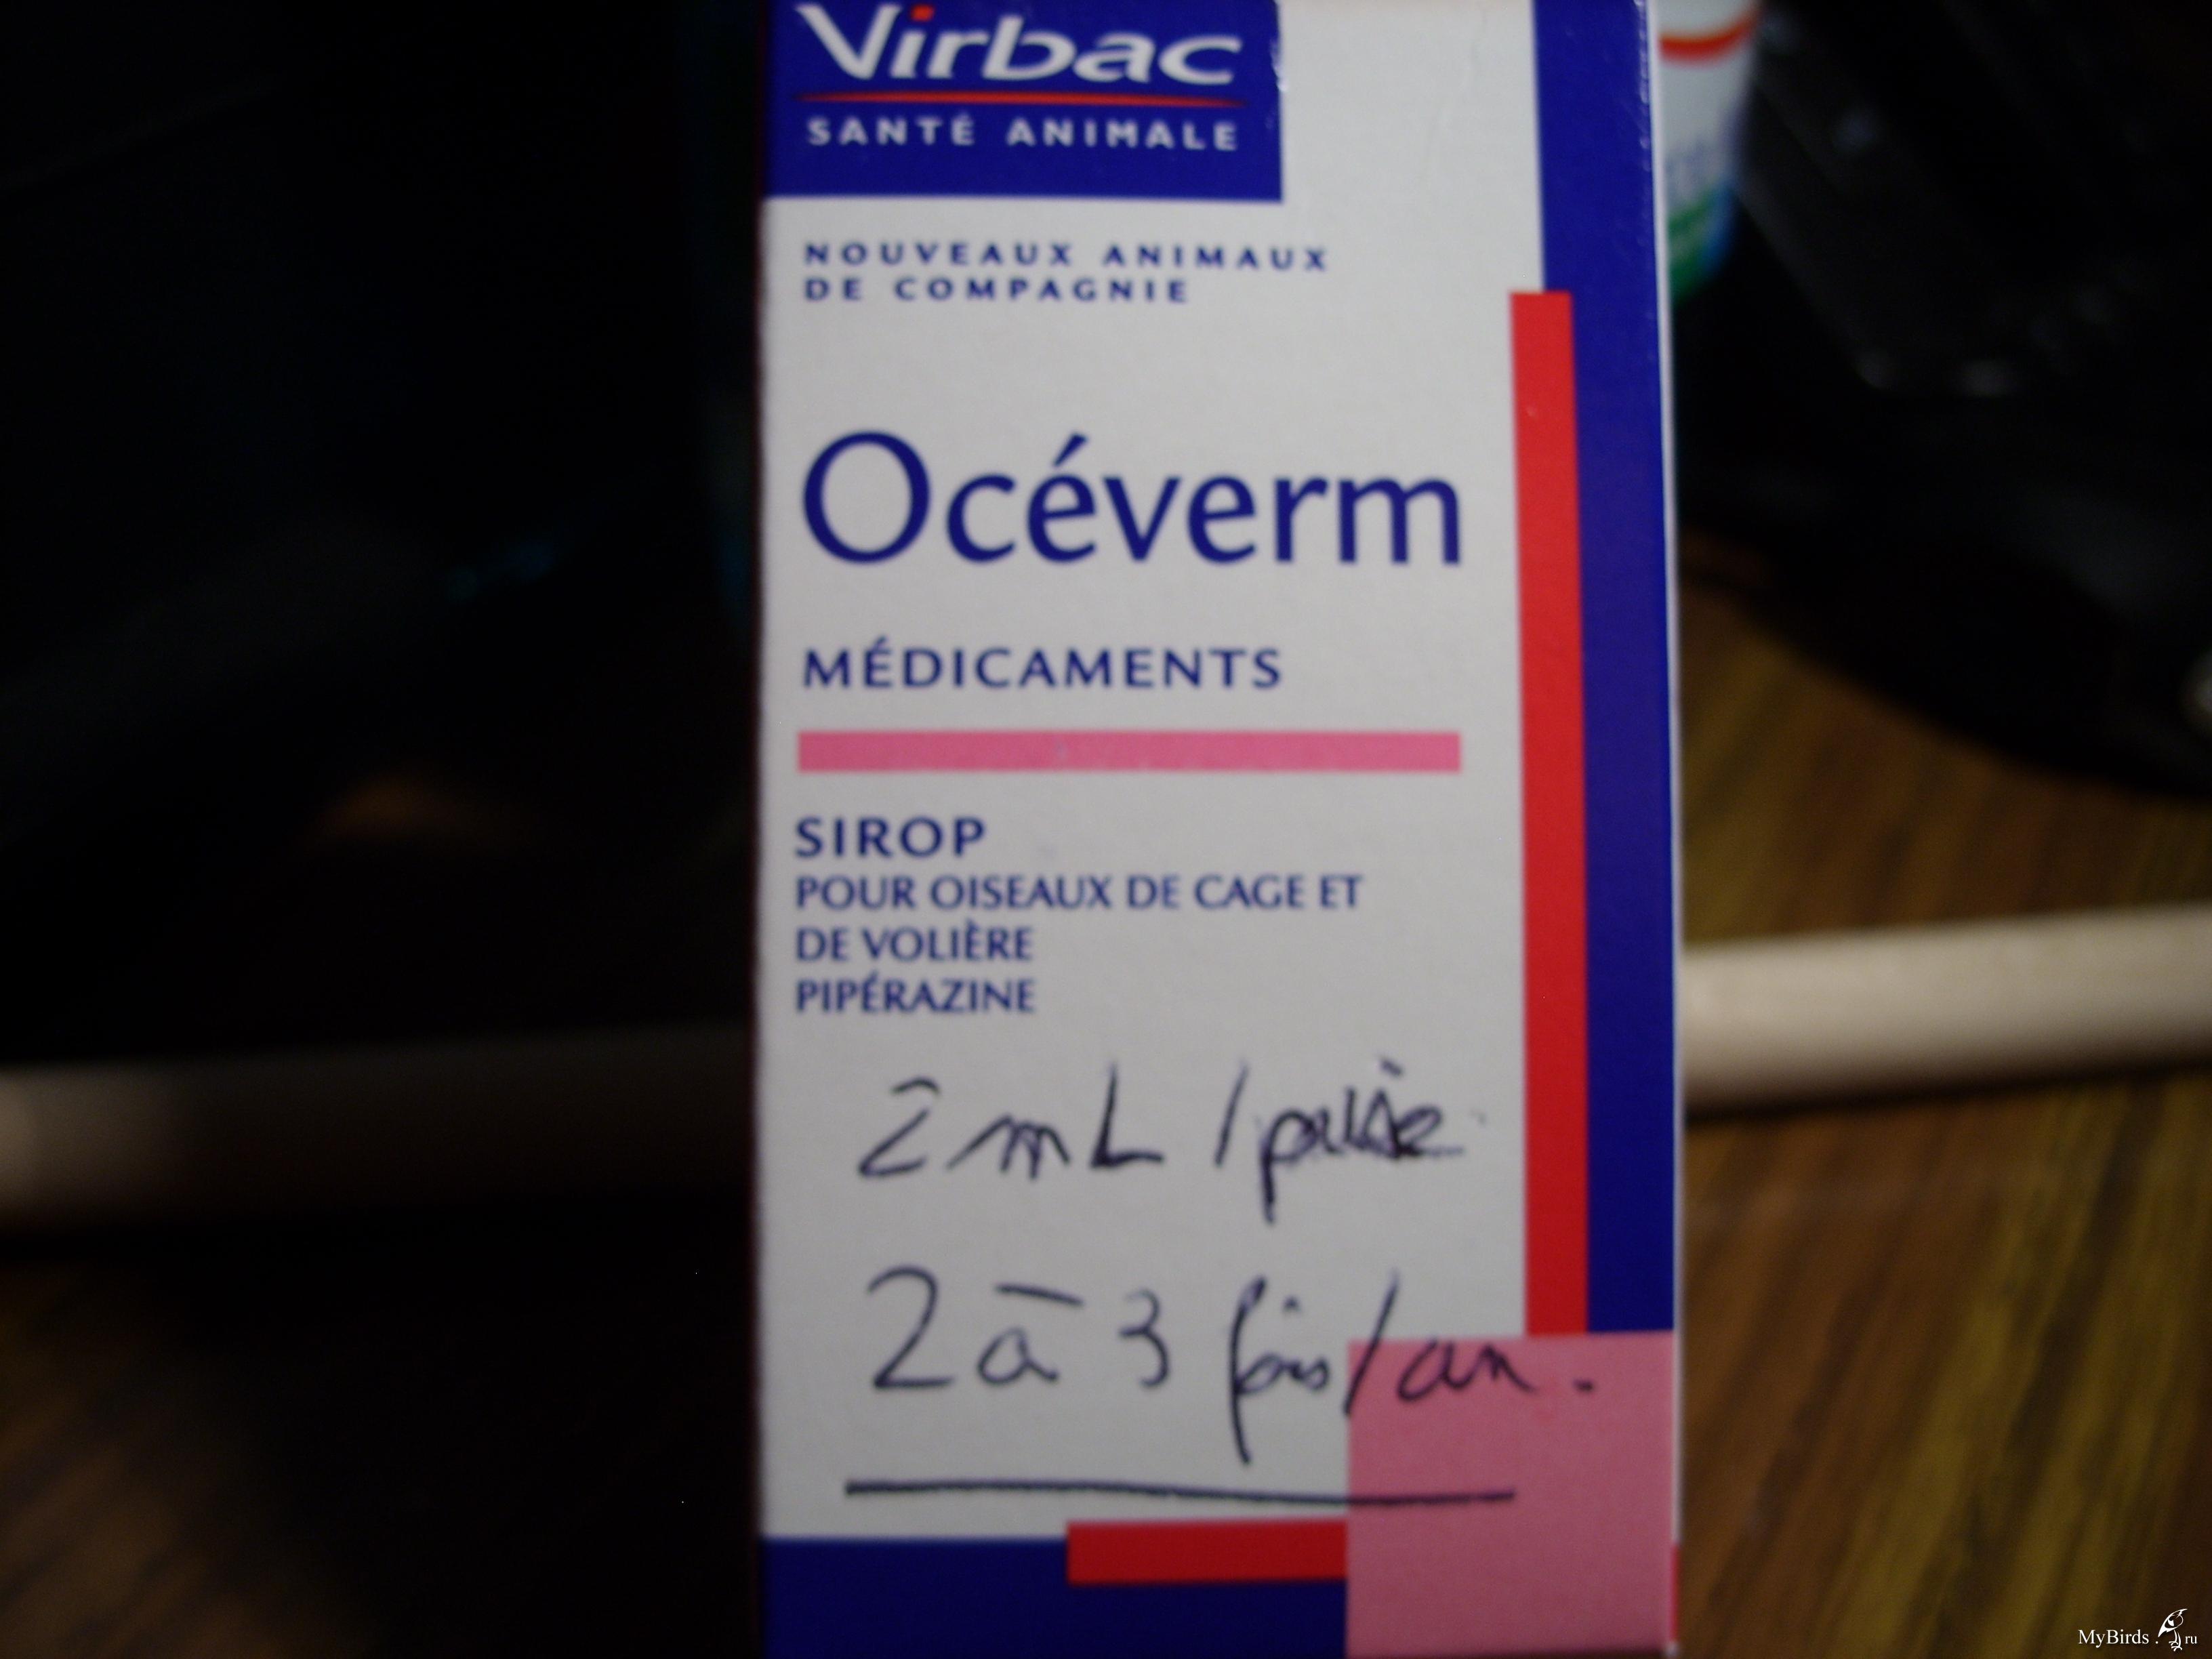 Virbac
SANTÉ ANIMALE
NOUVEAUX ANIMAUX
DE COMPAGNIE
Océverm
MÉDICAMENTS
SIROP
POUR OISEAUX DE CAGE ET
DE VOLIÈRE
PIPÉRAZINE
2 mL / prise
2 à 3 fois / an.
MyBirds.ru